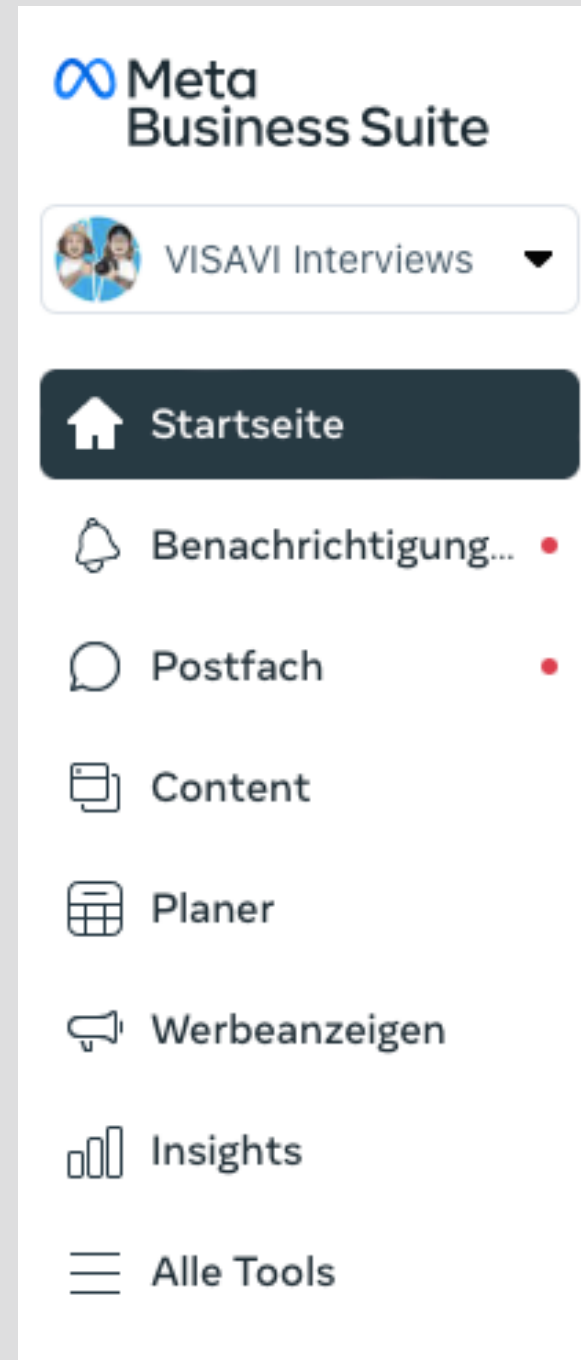 Meta
Business Suite
VISAVI Interviews
Startseite
Benachrichtigung...
Postfach
Content
Planer
Werbeanzeigen
Insights
Alle Tools